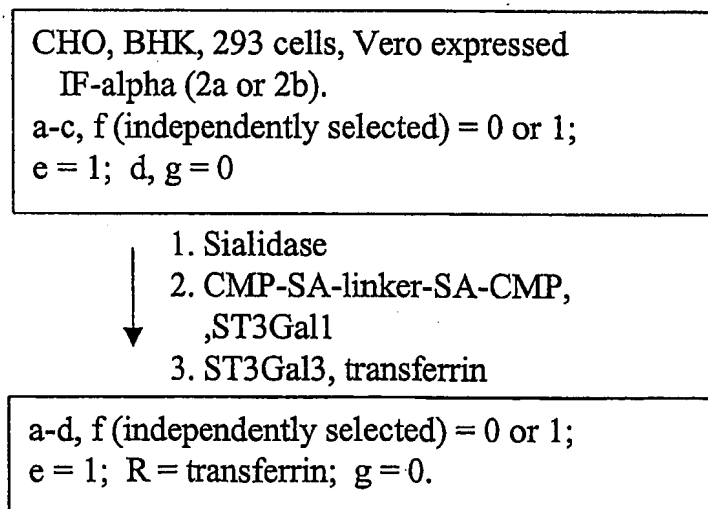 CHO, BHK, 293 cells, Vero expressed
IF-alpha (2a or 2b).
a-c, f (independently selected) = 0 or 1;
e = 1; d, g = 0
1. Sialidase
2. CMP-SA-linker-SA-CMP,
,ST3Gal1
3. ST3Gal3, transferrin
a-d, f (independently selected) = 0 or 1;
e = 1; R = transferrin; g = 0.